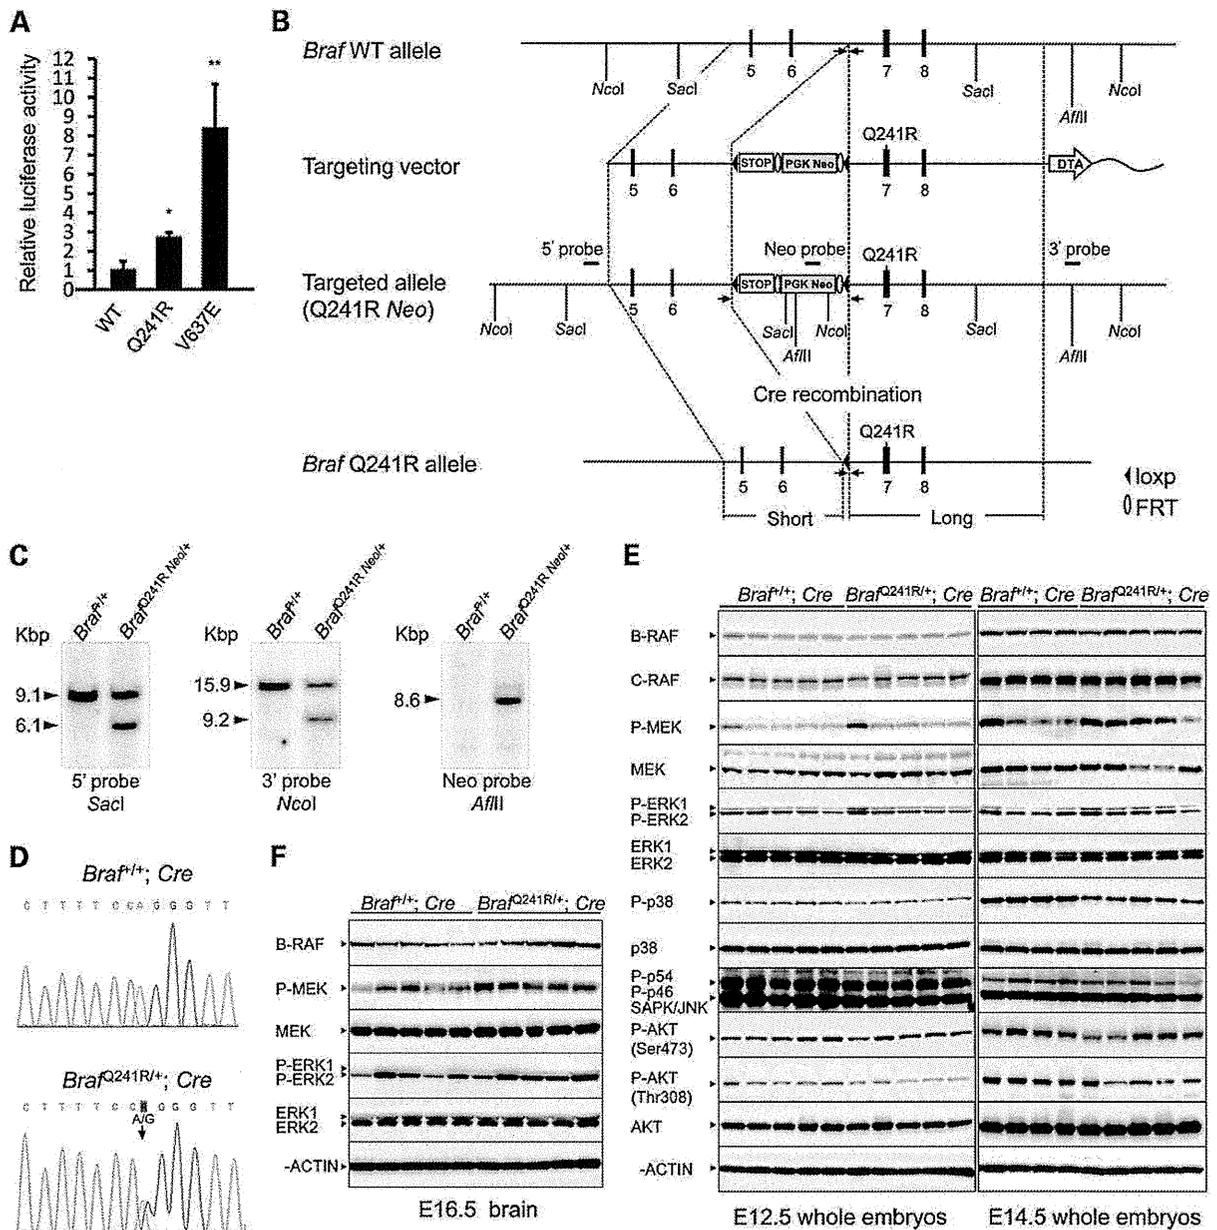 A
Relative luciferase activity
12
11
10
9
8
7
6
5
4
3
2
1
0
*
**
WT
Q241R
V637E
B
Braf WT allele
NcoI
SacI
5
6
7
8
SacI
AflII
NcoI
Targeting vector
5
6
STOP
PGK Neo
Q241R
7
8
DTA
Targeted allele
(Q241R Neo)
5' probe
Neo probe
Q241R
3' probe
STOP
PGK Neo
NcoI
SacI
5
6
SacI
AflII
NcoI
7
8
SacI
AflII
NcoI
Cre recombination
Braf Q241R allele
Q241R
5
6
7
8
Short
Long
loxp
FRT
C
Kbp
Braf+/+
BrafQ241R Neo/+
9.1
6.1
5' probe
SacI
Kbp
Braf+/+
BrafQ241R Neo/+
15.9
9.2
3' probe
NcoI
Kbp
Braf+/+
BrafQ241R Neo/+
8.6
Neo probe
AflII
D
Braf+/+; Cre
C T T T T C C A G G G T T
BrafQ241R/+; Cre
C T T T T C C G G G T T
A/G
F
Braf+/+; Cre BrafQ241R/+; Cre
B-RAF
P-MEK
MEK
P-ERK1
P-ERK2
ERK1
ERK2
-ACTIN
E16.5 brain
E
Braf+/+; Cre BrafQ241R/+; Cre Braf+/+; Cre BrafQ241R/+; Cre
B-RAF
C-RAF
P-MEK
MEK
P-ERK1
P-ERK2
ERK1
ERK2
P-p38
p38
P-p54
P-p46
SAPK/JNK
P-AKT
(Ser473)
P-AKT
(Thr308)
AKT
-ACTIN
E12.5 whole embryos
E14.5 whole embryos